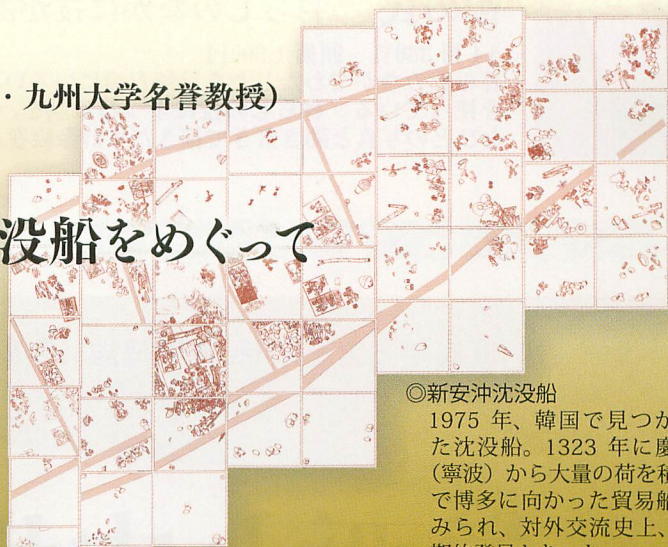 ・九州大学名誉教授）
没船をめぐって
◎新安沖沈没船
1975 年、韓国で見つか
た沈没船。1323 年に慶
（寧波）から大量の荷を積
で博多に向かった貿易船
みられ、対外交流史上、